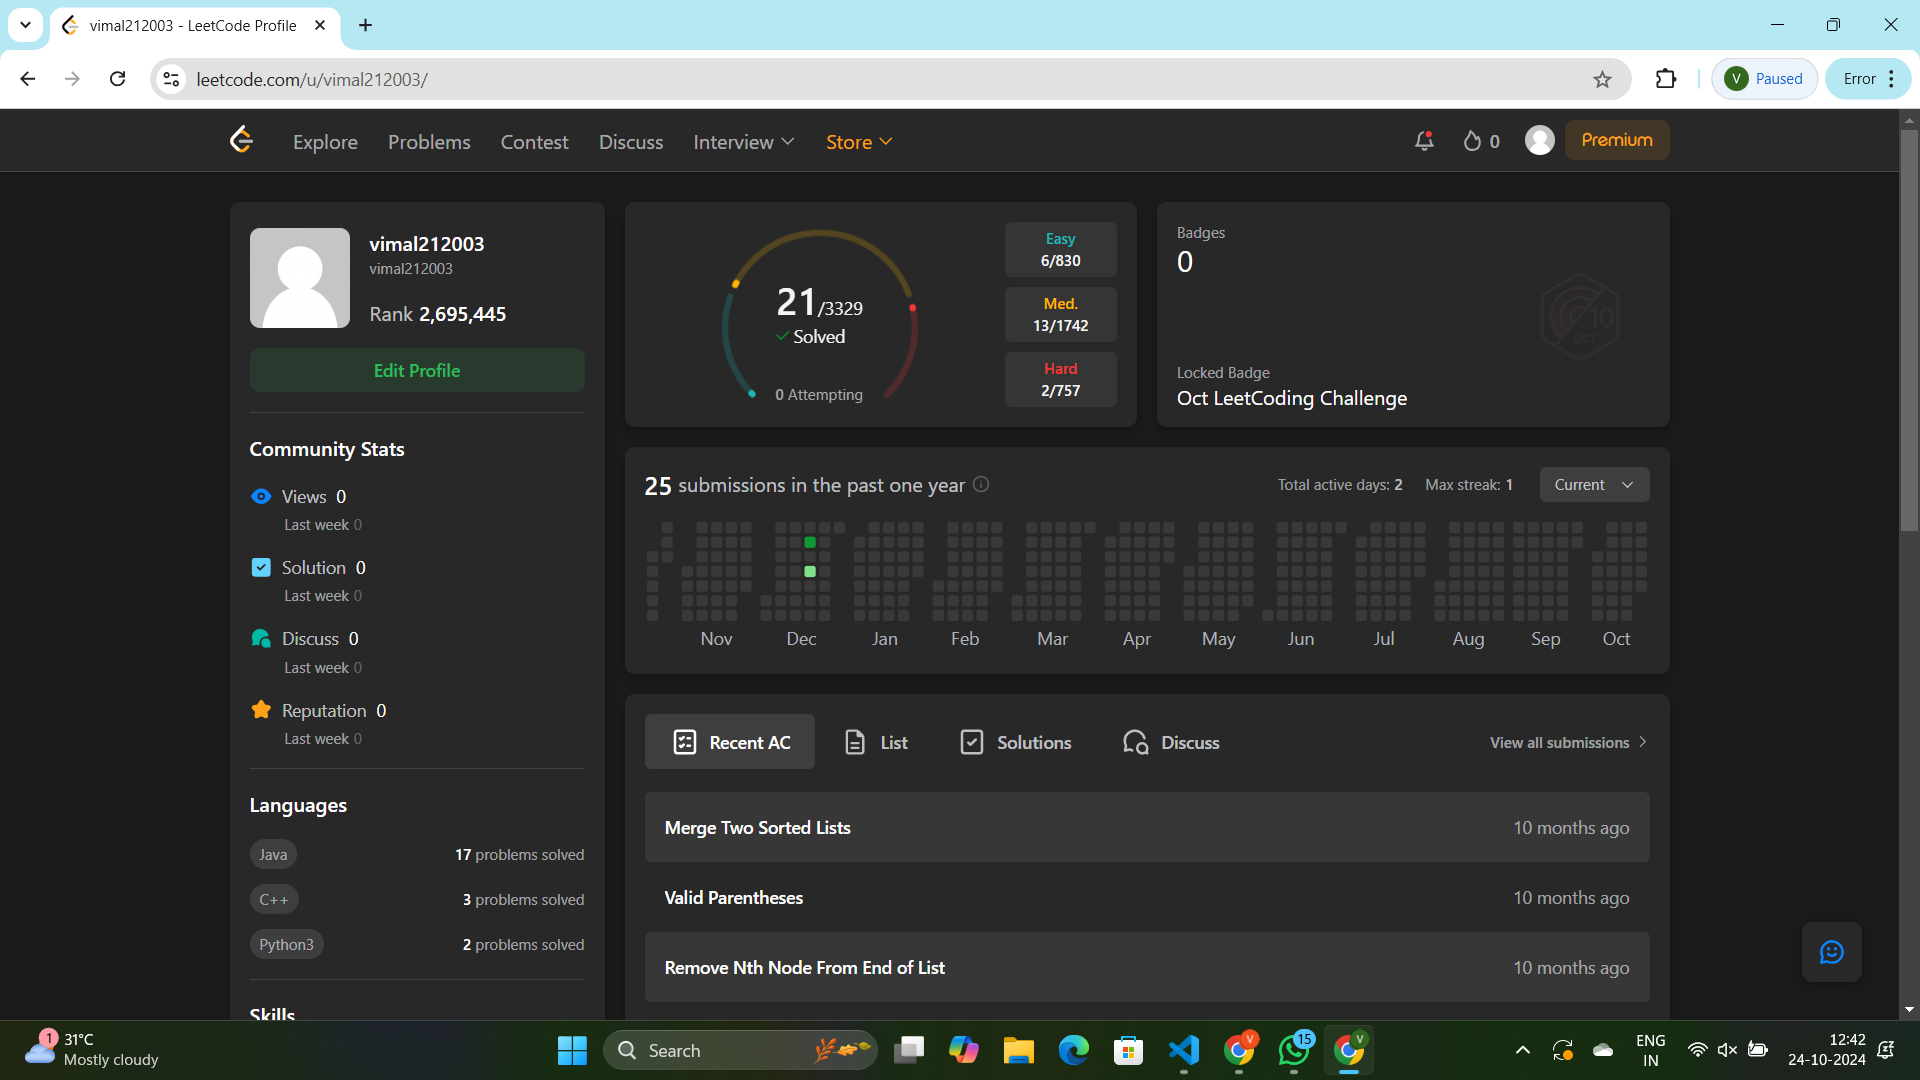 vimal212003 - LeetCode Profile
leetcode.com/u/vimal212003/
V Paused
Error
Explore Problems Contest Discuss Interview Store
0
Premium
vimal212003
vimal212003
Rank 2,695,445
Edit Profile
Community Stats
Views 0
Last week 0
Solution 0
Last week 0
Discuss 0
Last week 0
Reputation 0
Last week 0
Languages
Java 17 problems solved
C++ 3 problems solved
Python3 2 problems solved
Skills
21/3329
Solved
0 Attempting
Easy
6/830
Med.
13/1742
Hard
2/757
Badges
0
10
OCT
Locked Badge
Oct LeetCoding Challenge
25 submissions in the past one year
Total active days: 2 Max streak: 1 Current
Nov Dec Jan Feb Mar Apr May Jun Jul Aug Sep Oct
Recent AC List Solutions Discuss View all submissions
Merge Two Sorted Lists 10 months ago
Valid Parentheses 10 months ago
Remove Nth Node From End of List 10 months ago
1
31°C
Mostly cloudy
Search
V
15
V
ENG
IN
12:42
24-10-2024